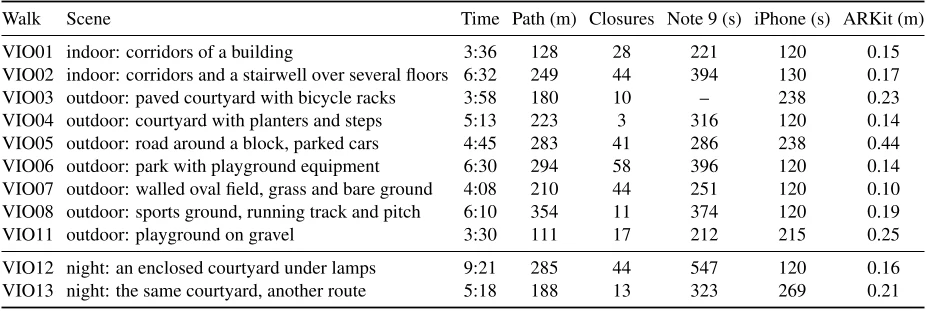 Walk Scene Time Path (m) Closures Note 9 (s) iPhone (s) ARKit (m)
VIO01 indoor: corridors of a building 3:36 128 28 221 120 0.15
VIO02 indoor: corridors and a stairwell over several floors 6:32 249 44 394 130 0.17
VIO03 outdoor: paved courtyard with bicycle racks 3:58 180 10 – 238 0.23
VIO04 outdoor: courtyard with planters and steps 5:13 223 3 316 120 0.14
VIO05 outdoor: road around a block, parked cars 4:45 283 41 286 238 0.44
VIO06 outdoor: park with playground equipment 6:30 294 58 396 120 0.14
VIO07 outdoor: walled oval field, grass and bare ground 4:08 210 44 251 120 0.10
VIO08 outdoor: sports ground, running track and pitch 6:10 354 11 374 120 0.19
VIO11 outdoor: playground on gravel 3:30 111 17 212 215 0.25
VIO12 night: an enclosed courtyard under lamps 9:21 285 44 547 120 0.16
VIO13 night: the same courtyard, another route 5:18 188 13 323 269 0.21